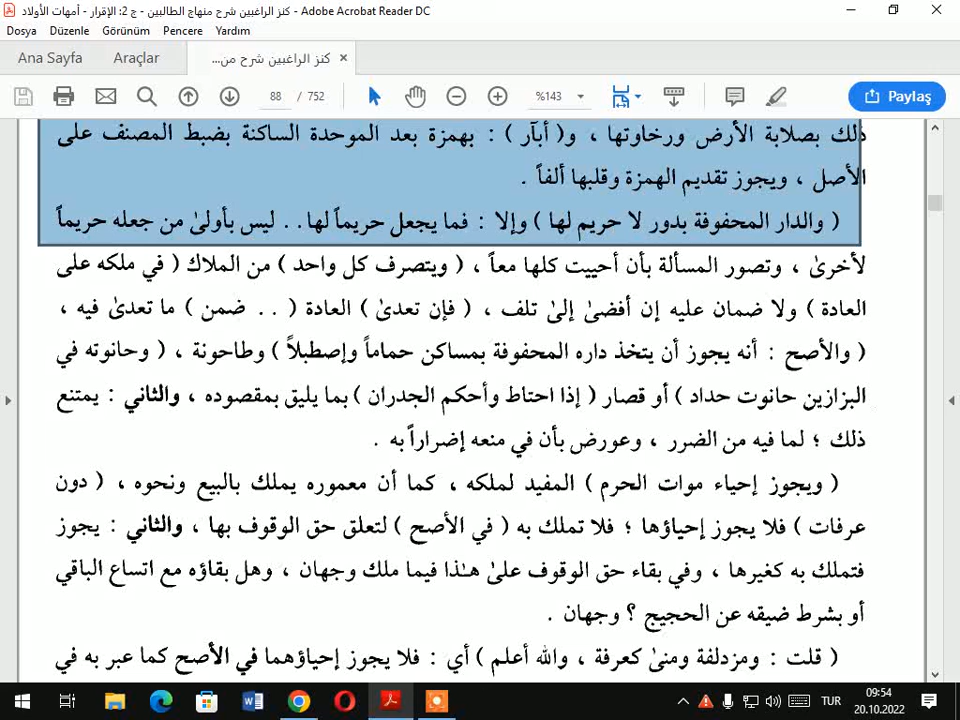 كنز الراغبين شرح منهاج الطالبين - ج 2: الإقرار - أمهات الأولاد - Adobe Acrobat Reader DC
Dosya Düzenle Görünüm Pencere Yardım
Ana Sayfa Araçlar كنز الراغبين شرح من...
88 / 752 %143 Paylaş
ذلك بصلابة الأرض ورخاوتها ، و( أبآر ) : بهمزة بعد الموحدة الساكنة بضبط المصنف على
الأصل ، ويجوز تقديم الهمزة وقلبها ألفاً .
( والدار المحفوفة بدور لا حريم لها ) وإلا : فما يجعل حريماً لها . . ليس بأولىٰ من جعله حريماً
لأخرىٰ ، وتصور المسألة بأن أحييت كلها معاً ، ( ويتصرف كل واحد ) من الملاك ( في ملكه على
العادة ) ولا ضمان عليه إن أفضىٰ إلىٰ تلف ، ( فإن تعدىٰ ) العادة ( . . ضمن ) ما تعدىٰ فيه ،
( والأصح : أنه يجوز أن يتخذ داره المحفوفة بمساكن حماماً وإصطبلاً ) وطاحونة ، ( وحانوته في
البزازين حانوت حداد ) أو قصار ( إذا احتاط وأحكم الجدران ) بما يليق بمقصوده ، والثاني : يمتنع
ذلك ؛ لما فيه من الضرر ، وعورض بأن في منعه إضراراً به .
( ويجوز إحياء موات الحرم ) المفيد لملكه ، كما أن معموره يملك بالبيع ونحوه ، ( دون
عرفات ) فلا يجوز إحياؤها ؛ فلا تملك به ( في الأصح ) لتعلق حق الوقوف بها ، والثاني : يجوز
فتملك به كغيرها ، وفي بقاء حق الوقوف علىٰ هـٰذا فيما ملك وجهان ، وهل بقاؤه مع اتساع الباقي
أو بشرط ضيقه عن الحجيج ؟ وجهان .
( قلت : ومزدلفة ومنىٰ كعرفة ، والله أعلم ) أي : فلا يجوز إحياؤهما في الأصح كما عبر به في
TUR 09:54
20.10.2022